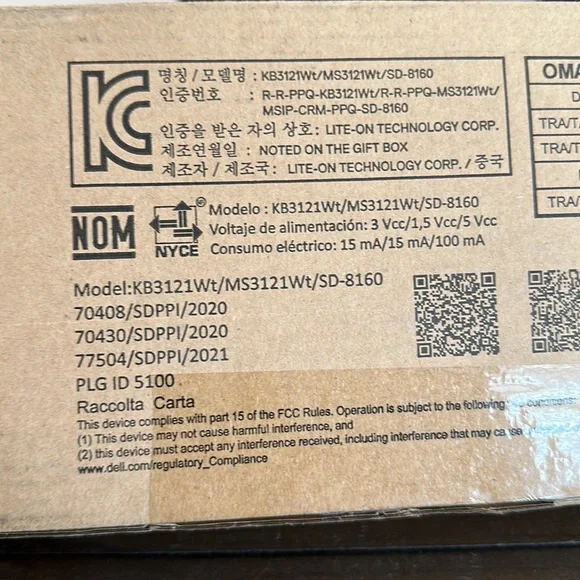 명칭 / 모델명 : KB3121Wt/MS3121Wt/SD-8160
인증번호 : R-R-PPQ-KB3121Wt/R-R-PPQ-MS3121Wt/
MSIP-CRM-PPQ-SD-8160
인증을 받은 자의 상호: LITE-ON TECHNOLOGY CORP.
제조연월일 : NOTED ON THE GIFT BOX
제조자 / 제조국: LITE-ON TECHNOLOGY CORP. / 중국
OMA
D
TRA/TA
TRA/T
TRA/
NOM
NYCE
Modelo : KB3121Wt/MS3121Wt/SD-8160
Voltaje de alimentación: 3 Vcc/1,5 Vcc/5 Vcc
Consumo eléctrico: 15 mA/15 mA/100 mA
Model:KB3121Wt/MS3121Wt/SD-8160
70408/SDPPI/2020
70430/SDPPI/2020
77504/SDPPI/2021
PLG ID 5100
Raccolta Carta
This device complies with part 15 of the FCC Rules. Operation is subject to the following conditions:
(1) This device may not cause harmful interference, and
(2) this device must accept any interference received, including interference that may cause
www.dell.com/regulatory_Compliance